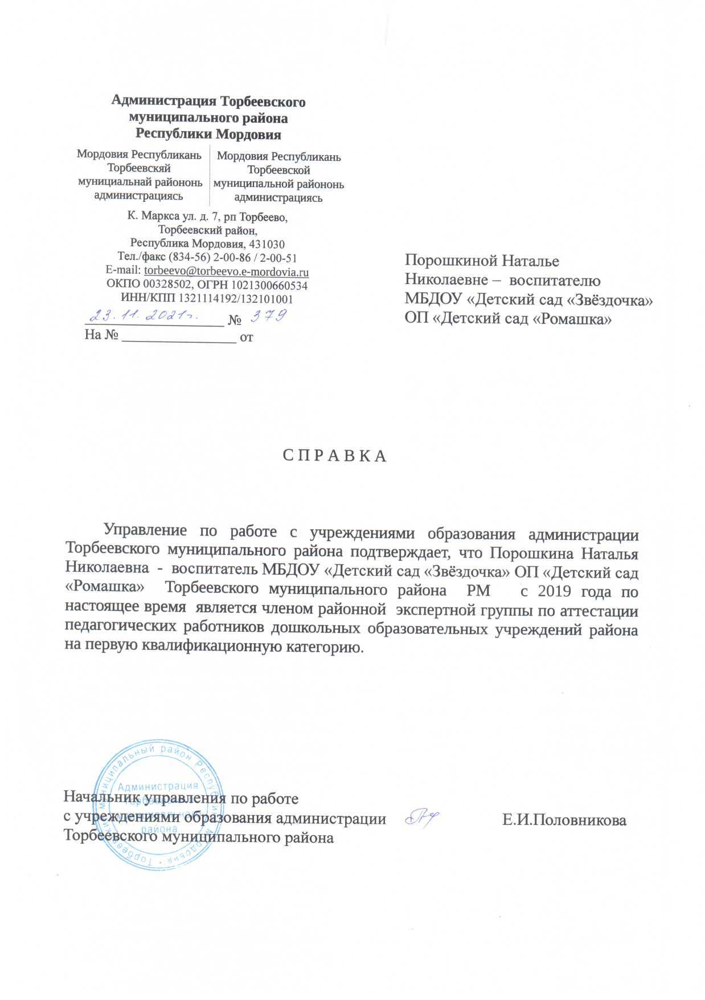 Администрация Торбеевского
муниципального района
Республики Мордовия
Мордовия Республикань
Торбеевскяй
мунициальнай райононь
администрациясь
Мордовия Республикань
Торбеевской
муниципальной райононь
администрациясь
К. Маркса ул. д. 7, рп Торбеево,
Торбеевский район,
Республика Мордовия, 431030
Тел./факс (834-56) 2-00-86 / 2-00-51
E-mail: torbeevo@torbeevo.e-mordovia.ru
ОКПО 00328502, ОГРН 1021300660534
ИНН/КПП 1321114192/132101001
23.11.2021г. № 379
На № ________________ от
Порошкиной Наталье
Николаевне – воспитателю
МБДОУ «Детский сад «Звёздочка»
ОП «Детский сад «Ромашка»
С П Р А В К А
Управление по работе с учреждениями образования администрации
Торбеевского муниципального района подтверждает, что Порошкина Наталья
Николаевна - воспитатель МБДОУ «Детский сад «Звёздочка» ОП «Детский сад
«Ромашка» Торбеевского муниципального района РМ с 2019 года по
настоящее время является членом районной экспертной группы по аттестации
педагогических работников дошкольных образовательных учреждений района
на первую квалификационную категорию.
Начальник управления по работе
с учреждениями образования администрации
Торбеевского муниципального района
Е.И.Половникова
Торбеевский муниципальный район Республики Мордовия
Администрация
Торбеевского
муниципального
района